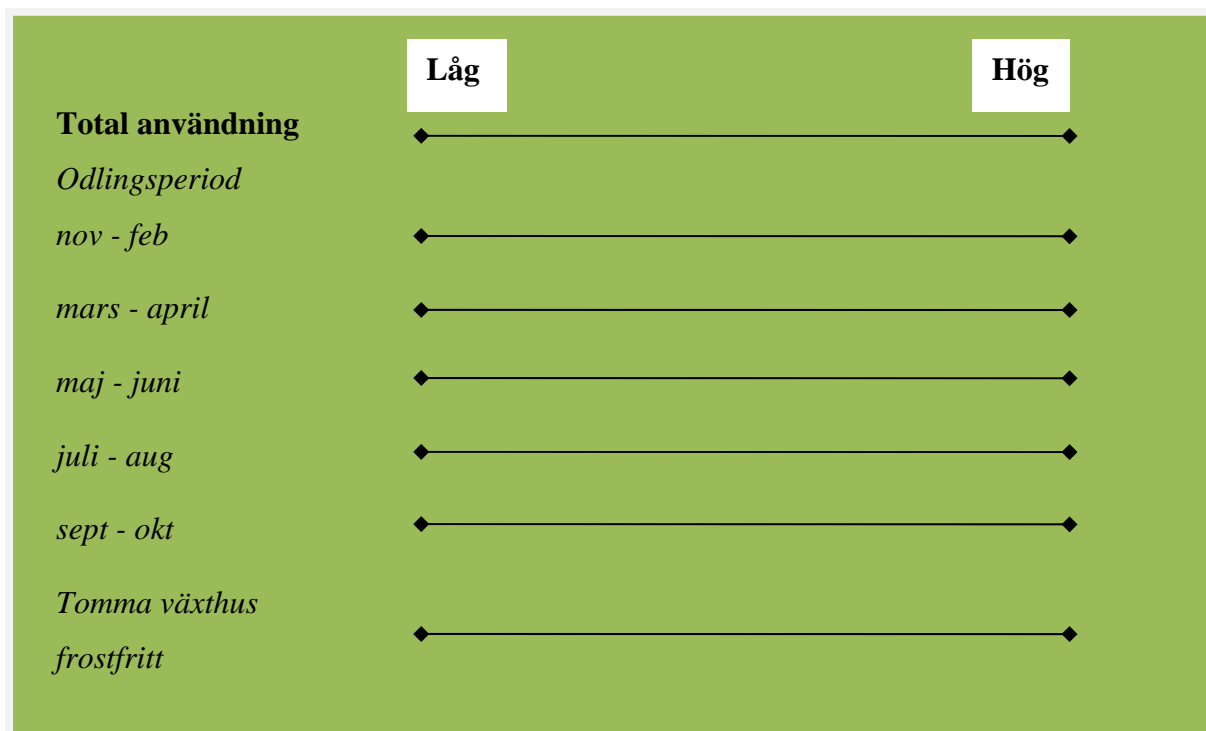 Låg
Hög
Total användning
Odlingsperiod
nov - feb
mars - april
maj - juni
juli - aug
sept - okt
Tomma växthus
frostfritt